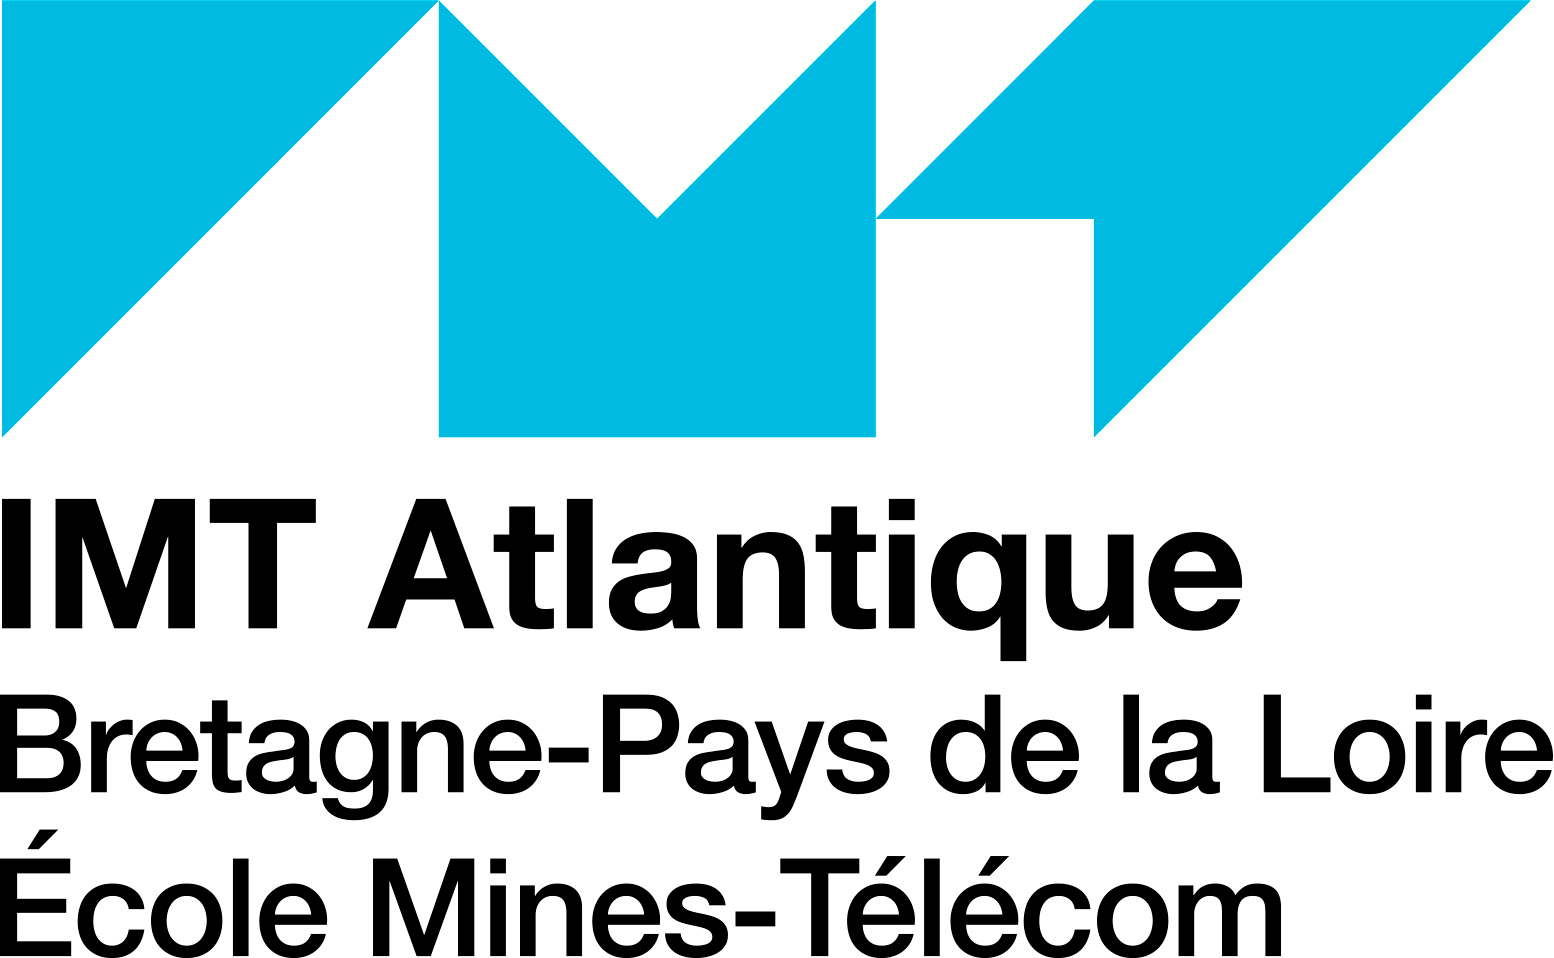 IMT Atlantique
Bretagne-Pays de la Loire
École Mines-Télécom